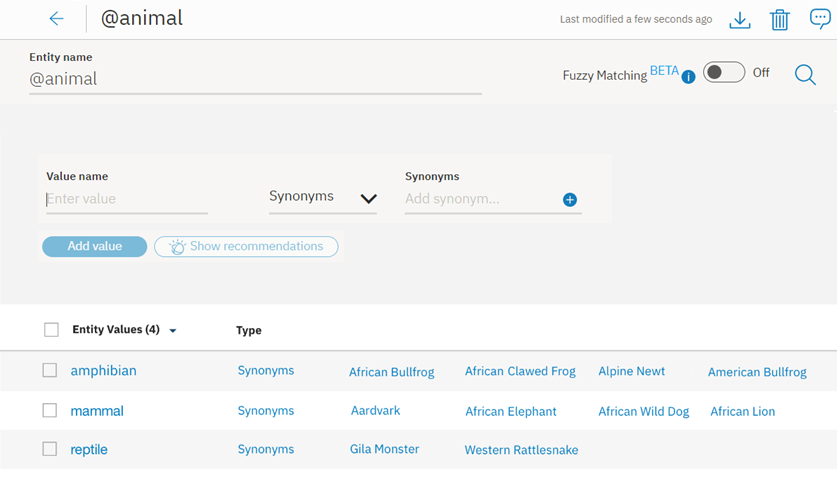 @animal
Last modified a few seconds ago
Entity name
@animal
Fuzzy Matching BETA i Off
Value name
Synonyms
Enter value
Synonyms
Add synonym...
Add value
Show recommendations
Entity Values (4) Type
amphibian Synonyms African Bullfrog African Clawed Frog Alpine Newt American Bullfrog
mammal Synonyms Aardvark African Elephant African Wild Dog African Lion
reptile Synonyms Gila Monster Western Rattlesnake